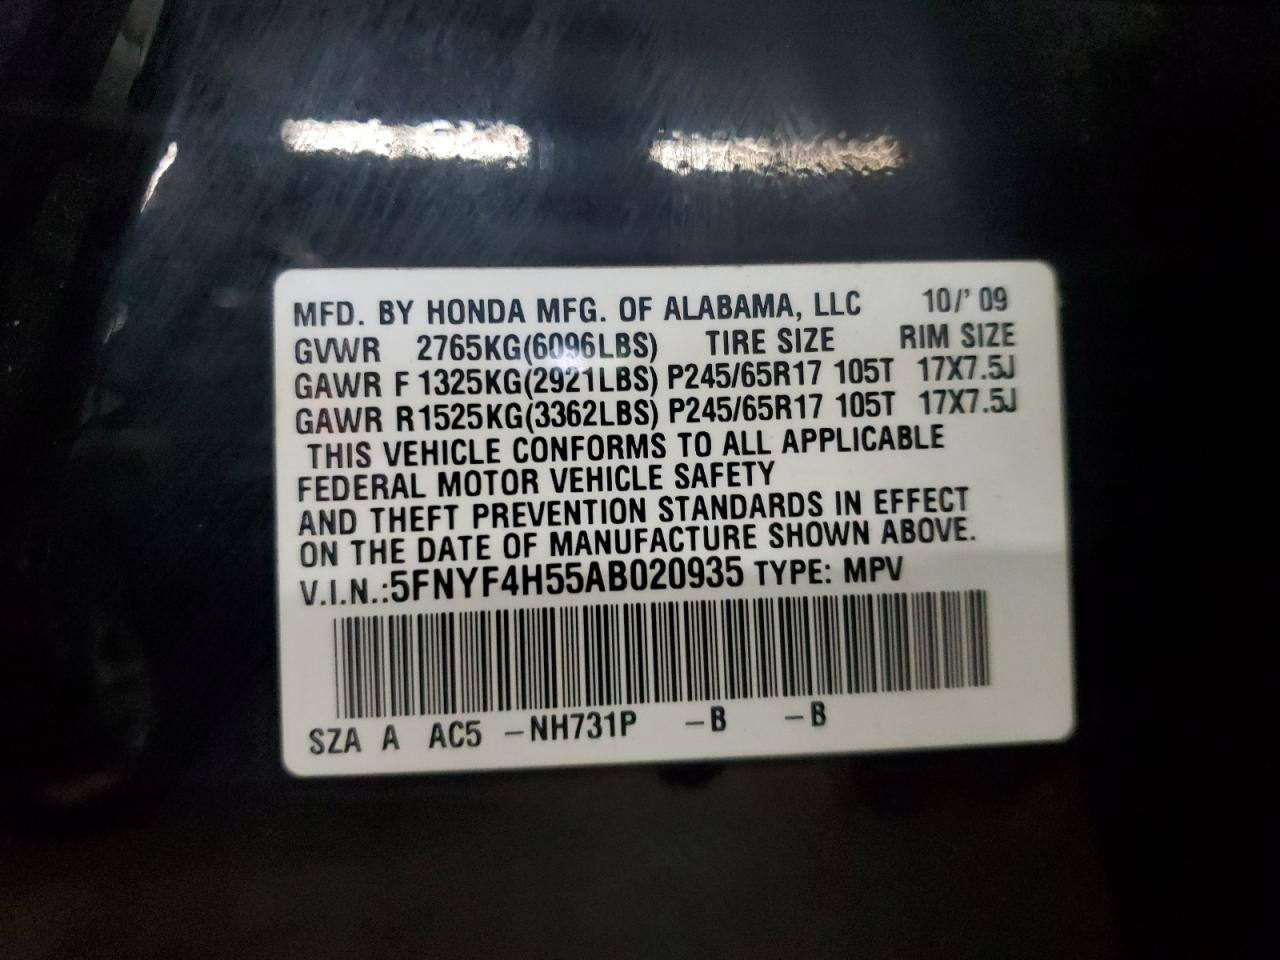 MFD. BY HONDA MFG. OF ALABAMA, LLC 10/' 09
GVWR 2765KG(6096LBS) TIRE SIZE RIM SIZE
GAWR F 1325KG(2921LBS) P245/65R17 105T 17X7.5J
GAWR R1525KG(3362LBS) P245/65R17 105T 17X7.5J
THIS VEHICLE CONFORMS TO ALL APPLICABLE
FEDERAL MOTOR VEHICLE SAFETY
AND THEFT PREVENTION STANDARDS IN EFFECT
ON THE DATE OF MANUFACTURE SHOWN ABOVE.
V.I.N.:5FNYF4H55AB020935 TYPE: MPV
SZA A AC5 –NH731P –B –B